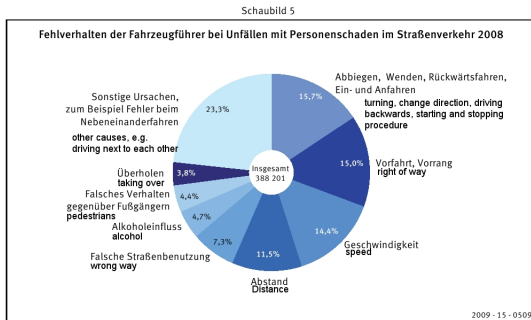 Schaubild 5
Fehlverhalten der Fahrzeugführer bei Unfällen mit Personenschaden im Straßenverkehr 2008
Abbiegen, Wenden, Rückwärtsfahren,
Ein- und Anfahren
turning, change direction, driving
backwards, starting and stopping
procedure
15,7%
Vorfahrt, Vorrang
right of way
15,0%
Geschwindigkeit
speed
14,4%
Abstand
Distance
11,5%
Falsche Straßenbenutzung
wrong way
7,3%
Alkoholeinfluss
alcohol
4,7%
Falsches Verhalten
gegenüber Fußgängern
pedestrians
4,4%
Überholen
taking over
3,8%
Sonstige Ursachen,
zum Beispiel Fehler beim
Nebeneinanderfahren
other causes, e.g.
driving next to each other
23,3%
Insgesamt
388 201
2009 - 15 - 0509